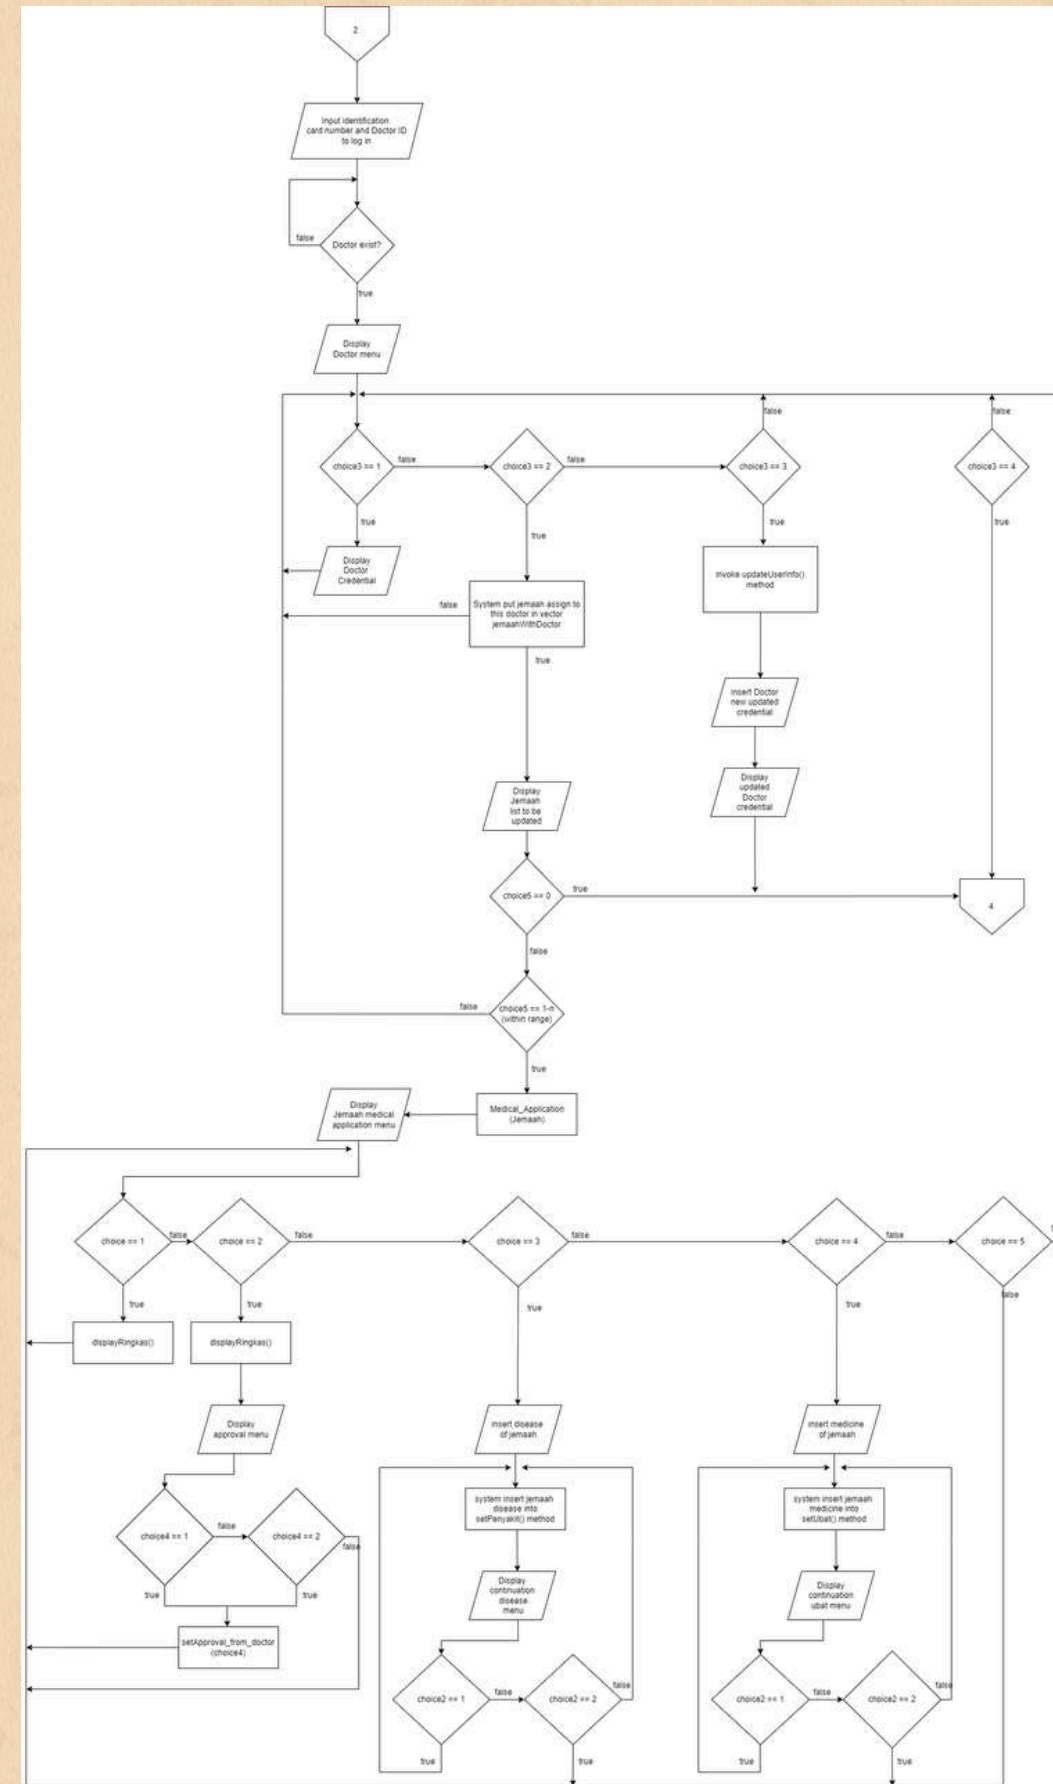 2
Input identification
card number and Doctor ID
to log in
false
Doctor exist?
true
Display
Doctor menu
false
false
choice3 == 1
false
choice3 == 2
false
choice3 == 3
choice3 == 4
true
true
true
true
Display
Doctor
Credential
invoke updateUserInfo()
method
false
System put jemaah assign to
this doctor in vector
jemaahWithDoctor
true
insert Doctor
new updated
credential
Display
updated
Doctor
credential
Display
Jemaah
list to be
updated
choice5 == 0
true
4
false
false
choice5 == 1-n
(within range)
true
Display
Jemaah medical
application menu
Medical_Application
(Jemaah)
choice == 1
false
choice == 2
false
choice == 3
false
choice == 4
false
choice == 5
false
true
true
true
true
displayRingkas()
displayRingkas()
Display
approval menu
insert disease
of jemaah
insert medicine
of jemaah
system insert jemaah
disease into
setPenyakit() method
system insert jemaah
medicine into
setUbat() method
choice4 == 1
false
choice4 == 2
false
true
true
Display
continuation
disease
menu
Display
continuation
ubat menu
setApproval_from_doctor
(choice4)
choice2 == 1
false
choice2 == 2
false
choice2 == 1
false
choice2 == 2
false
true
true
true
true